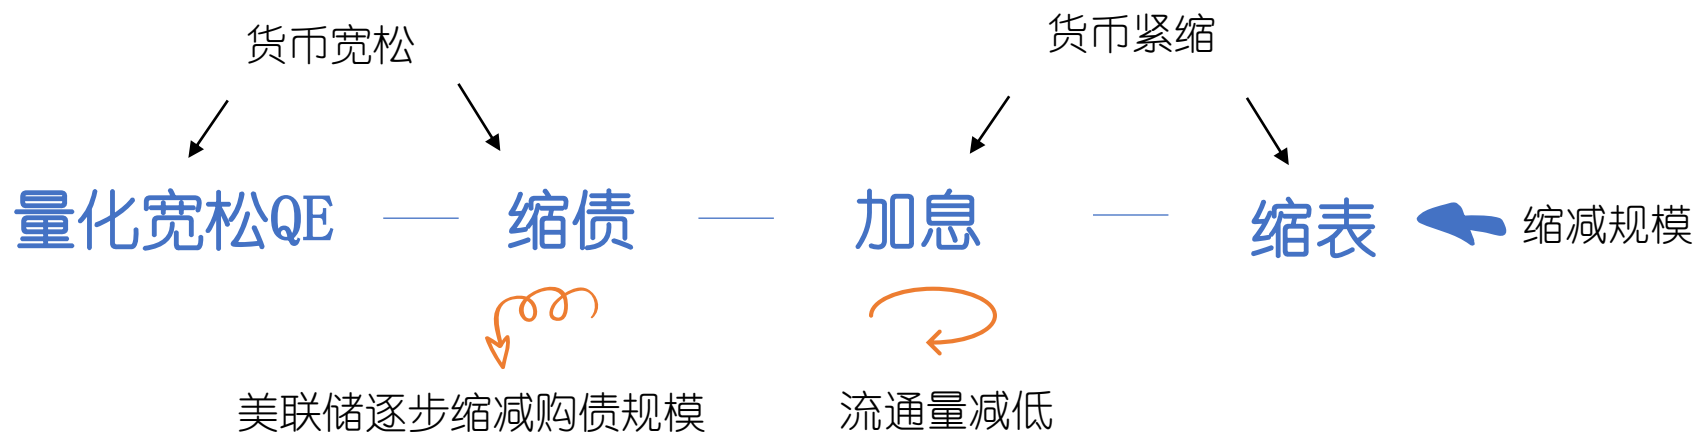 货币宽松
货币紧缩
量化宽松QE
缩债
加息
缩表
缩减规模
美联储逐步缩减购债规模
流通量减低